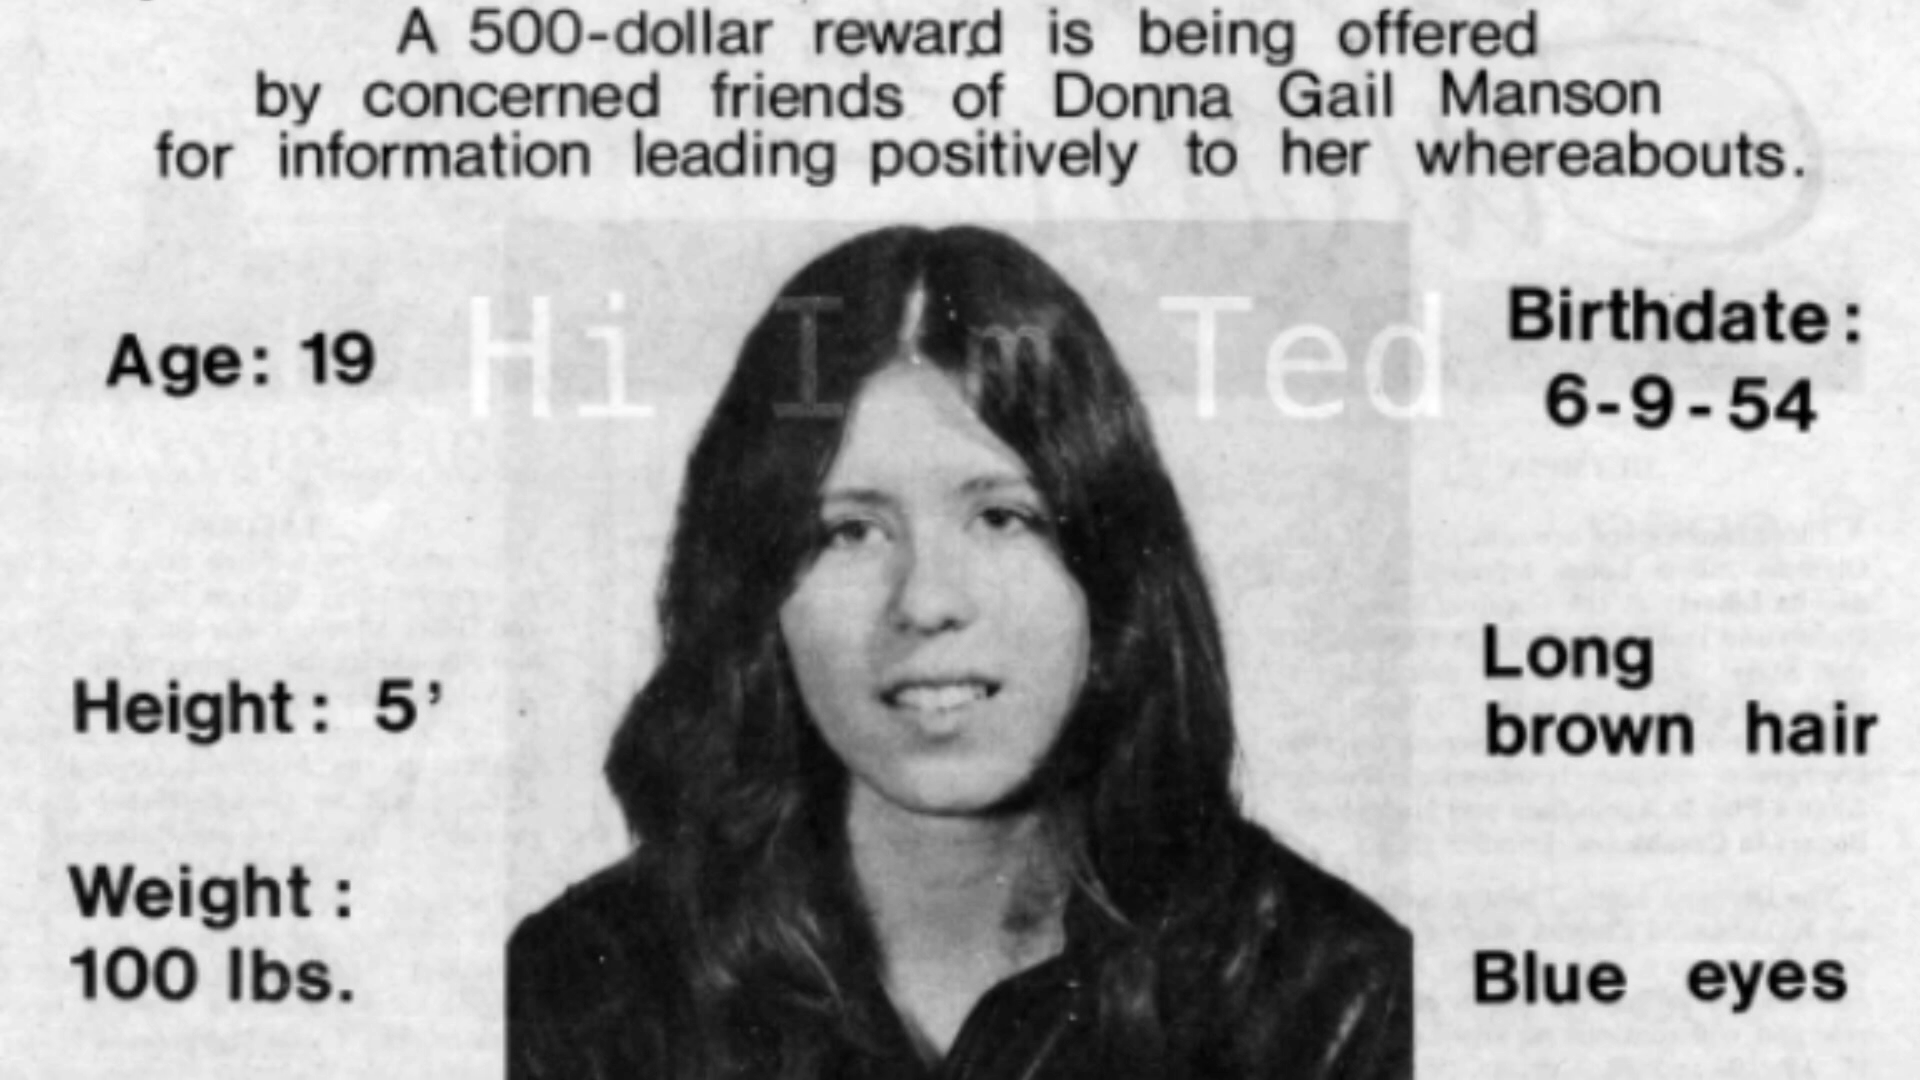 A 500-dollar reward is being offered
by concerned friends of Donna Gail Manson
for information leading positively to her whereabouts.
Hi I'm Ted
Age: 19
Birthdate:
6-9-54
Height: 5'
Long
brown hair
Weight:
100 lbs.
Blue eyes